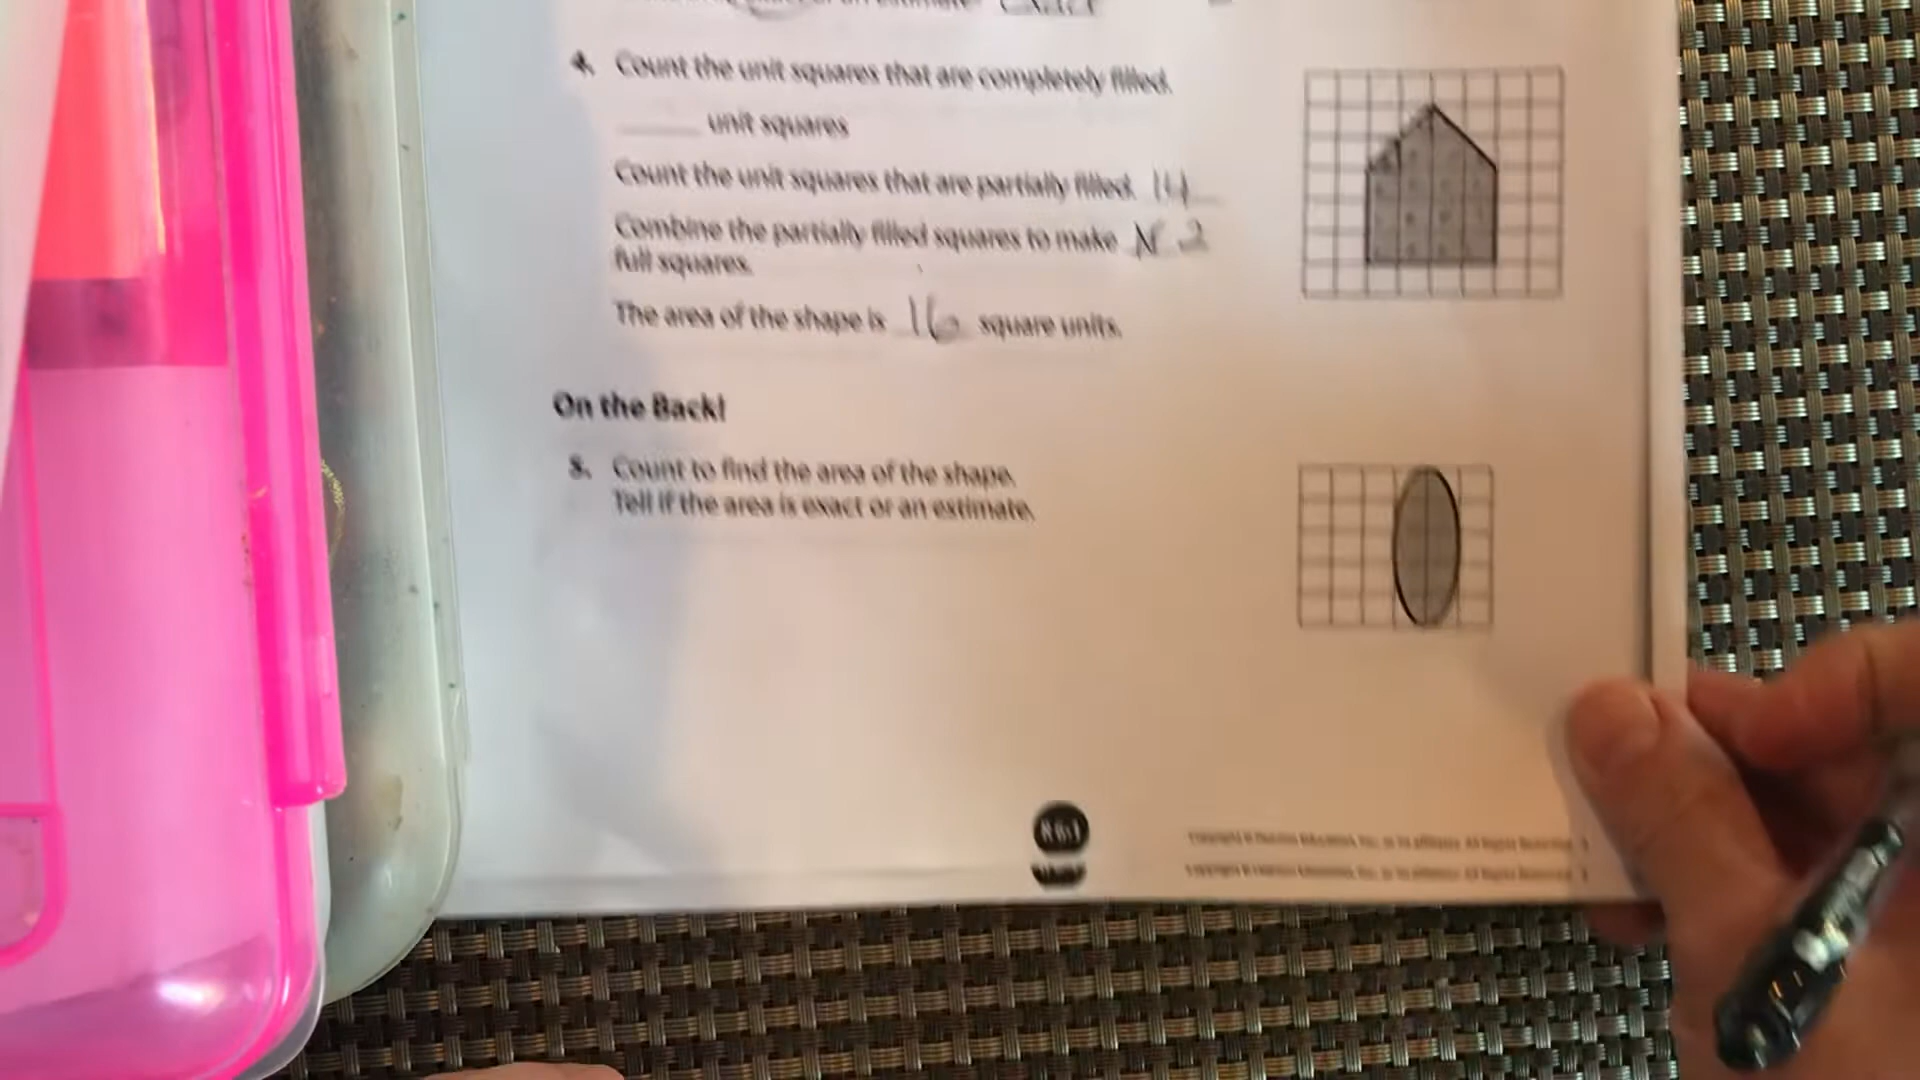 4. Count the unit squares that are completely filled.
____ unit squares
Count the unit squares that are partially filled. 14
Combine the partially filled squares to make N 2
full squares.
The area of the shape is 16 square units.
On the Back!
5. Count to find the area of the shape.
Tell if the area is exact or an estimate.